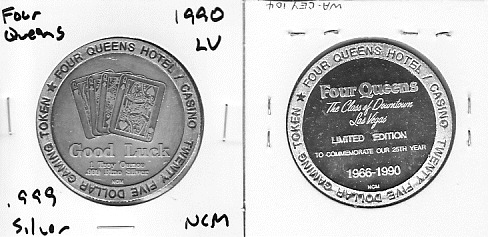 Four
Queens
1990
LV
★ FOUR QUEENS HOTEL / CASINO TWENTY FIVE DOLLAR GAMING TOKEN
Good Luck
1 Troy Ounce
.999 Fine Silver
NCM
.999
Silver
NCM
WA-CEY 104
★ FOUR QUEENS HOTEL / CASINO TWENTY FIVE DOLLAR GAMING TOKEN
Four Queens
The Class of Downtown
Las Vegas
LIMITED EDITION
TO COMMEMORATE OUR 25TH YEAR
1966-1990
NCM